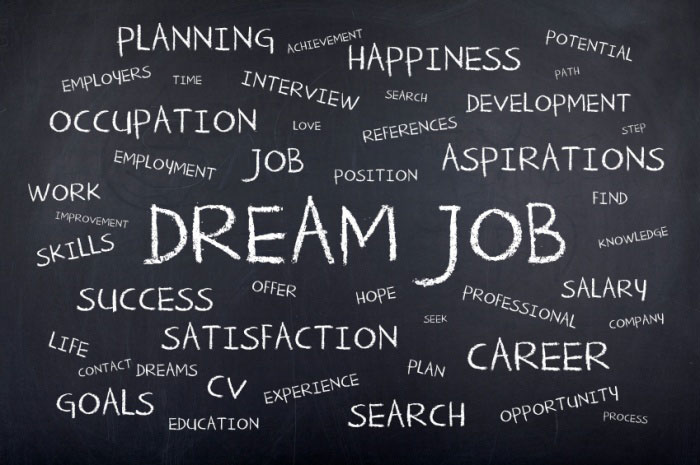 PLANNING
ACHIEVEMENT
HAPPINESS
POTENTIAL
EMPLOYERS
TIME
INTERVIEW
SEARCH
PATH
DEVELOPMENT
OCCUPATION
LOVE
REFERENCES
STEP
EMPLOYMENT
JOB
POSITION
ASPIRATIONS
WORK
FIND
IMPROVEMENT
SKILLS
DREAM JOB
KNOWLEDGE
SUCCESS
OFFER
HOPE
PROFESSIONAL
SALARY
SEEK
COMPANY
LIFE
SATISFACTION
CONTACT
DREAMS
PLAN
CAREER
GOALS
CV
EXPERIENCE
EDUCATION
SEARCH
OPPORTUNITY
PROCESS